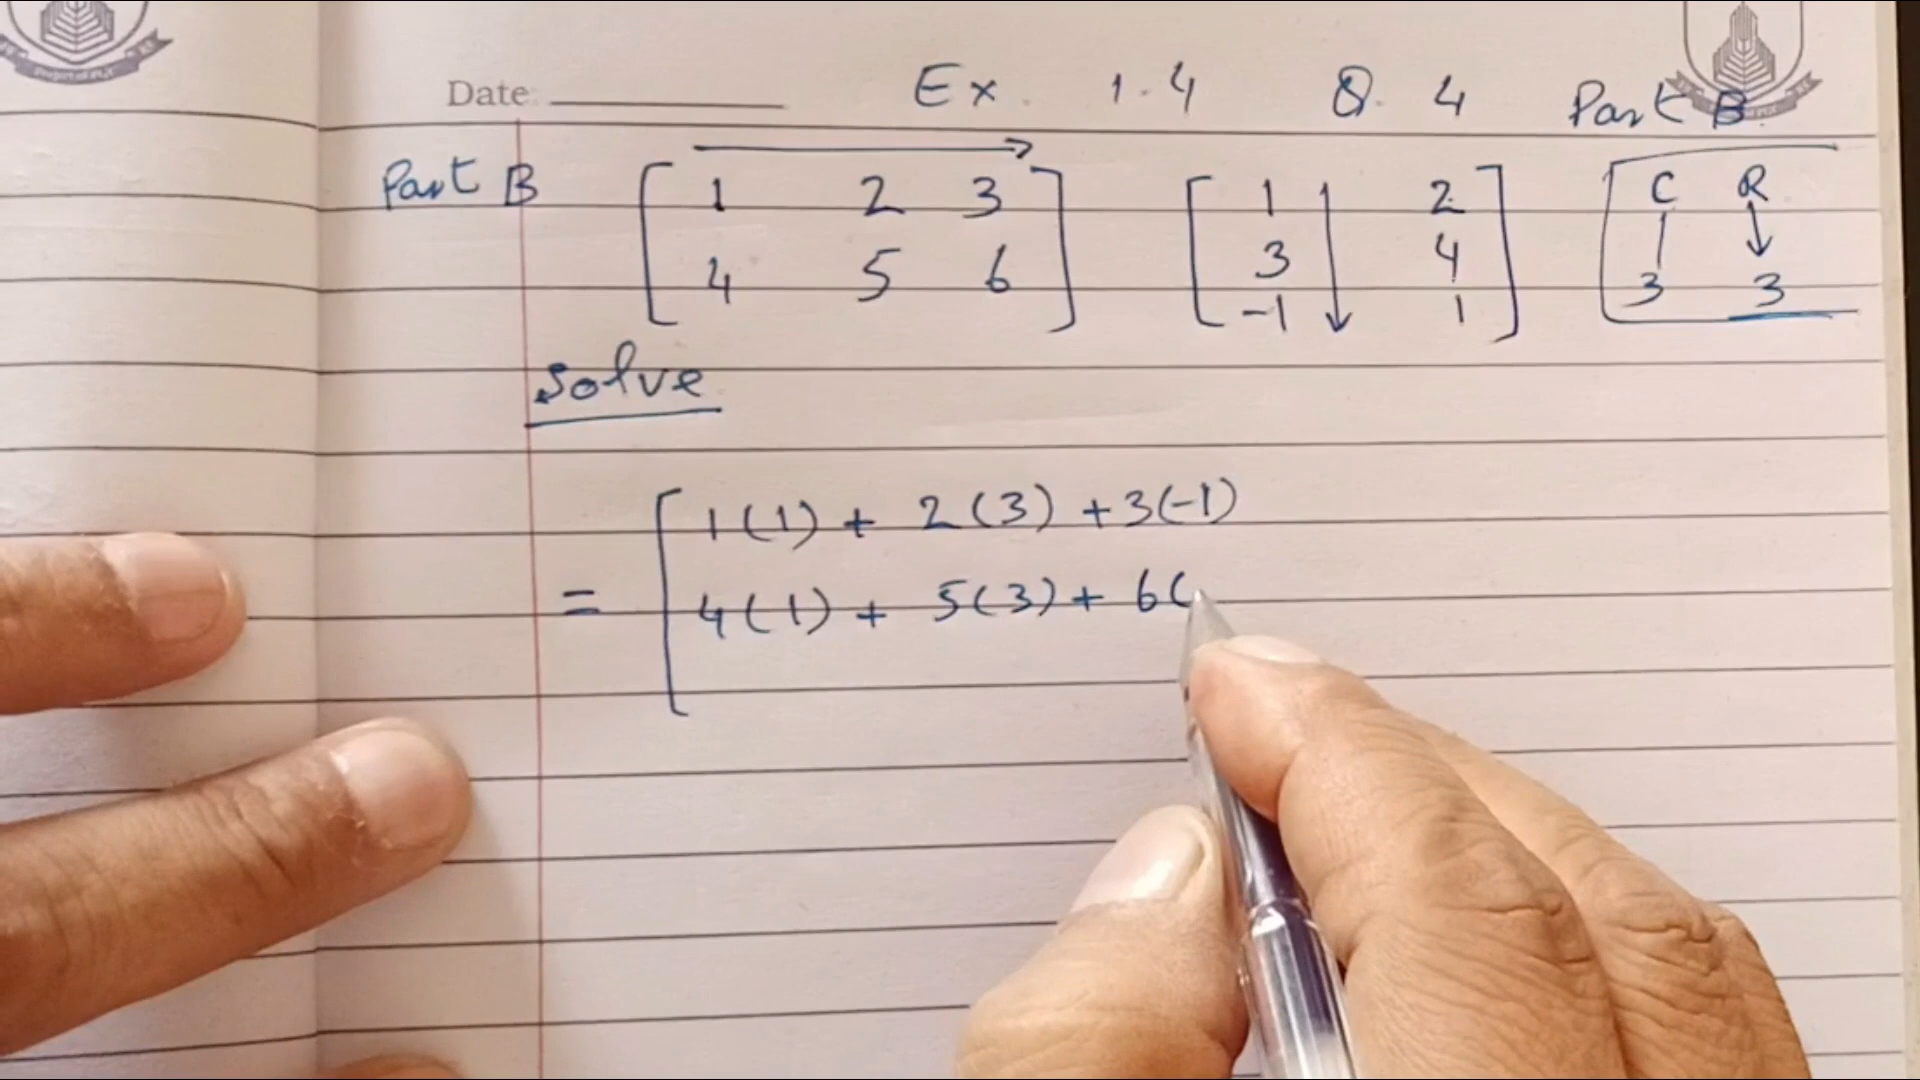 Date: Ex. 1.4 Q. 4 Part B
Part B [ 1 2 3 ] [ 1 2 ] C R
4 5 6 3 4
-1 1 3 3
Solve
1(1) + 2(3) + 3(-1)
= [ 4(1) + 5(3) + 6(